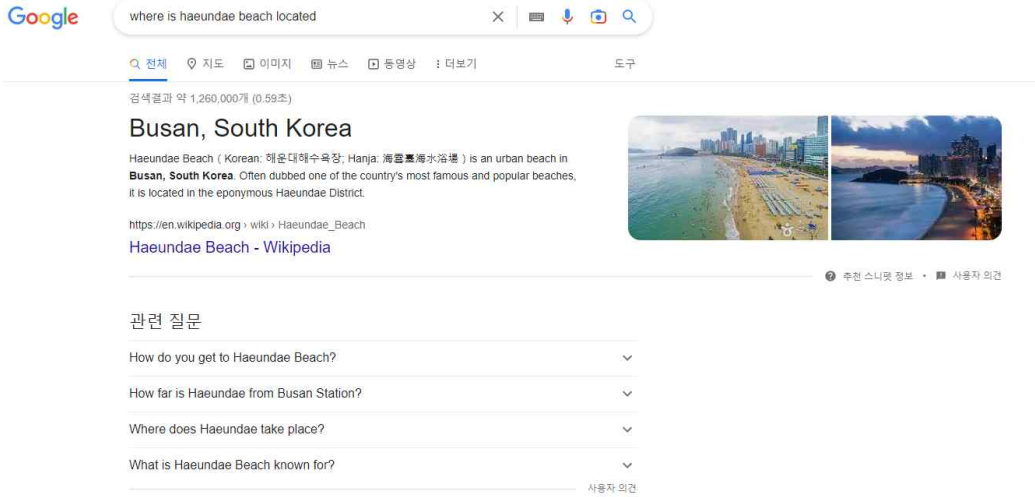 Google
where is haeundae beach located
전체 지도 이미지 뉴스 동영상 더보기 도구
검색결과 약 1,260,000개 (0.59초)
Busan, South Korea
Haeundae Beach ( Korean: 해운대해수욕장; Hanja: 海雲臺海水浴場 ) is an urban beach in
Busan, South Korea. Often dubbed one of the country's most famous and popular beaches,
it is located in the eponymous Haeundae District.
https://en.wikipedia.org › wiki › Haeundae_Beach
Haeundae Beach - Wikipedia
추천 스니펫 정보 • 사용자 의견
관련 질문
How do you get to Haeundae Beach?
How far is Haeundae from Busan Station?
Where does Haeundae take place?
What is Haeundae Beach known for?
사용자 의견